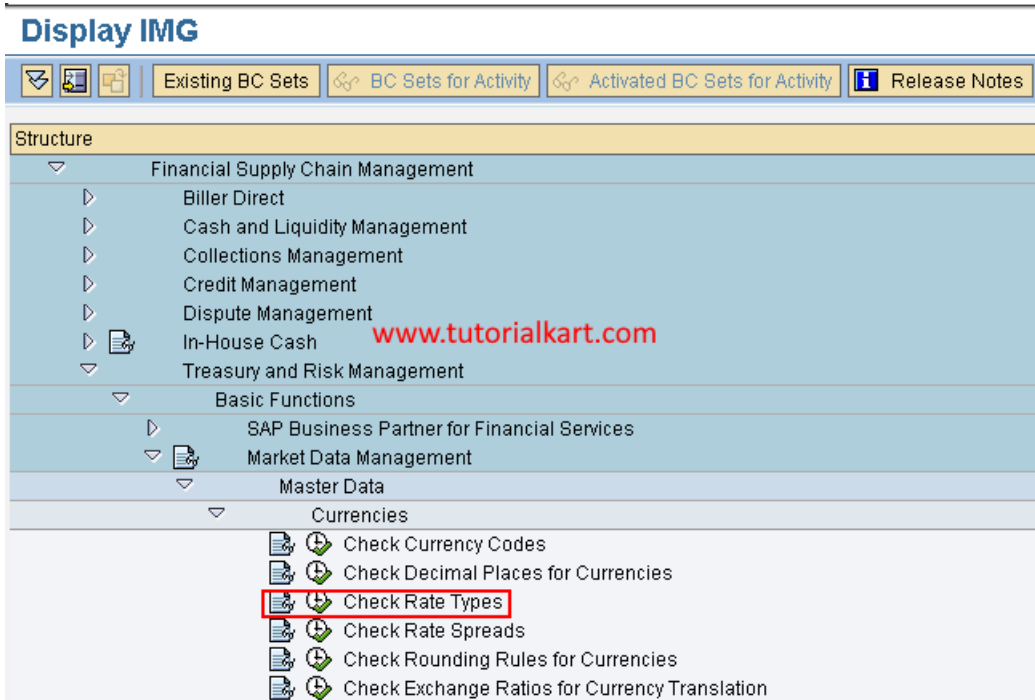 Display IMG
Existing BC Sets BC Sets for Activity Activated BC Sets for Activity Release Notes
Structure
Financial Supply Chain Management
Biller Direct
Cash and Liquidity Management
Collections Management
Credit Management
Dispute Management
www.tutorialkart.com
In-House Cash
Treasury and Risk Management
Basic Functions
SAP Business Partner for Financial Services
Market Data Management
Master Data
Currencies
Check Currency Codes
Check Decimal Places for Currencies
Check Rate Types
Check Rate Spreads
Check Rounding Rules for Currencies
Check Exchange Ratios for Currency Translation